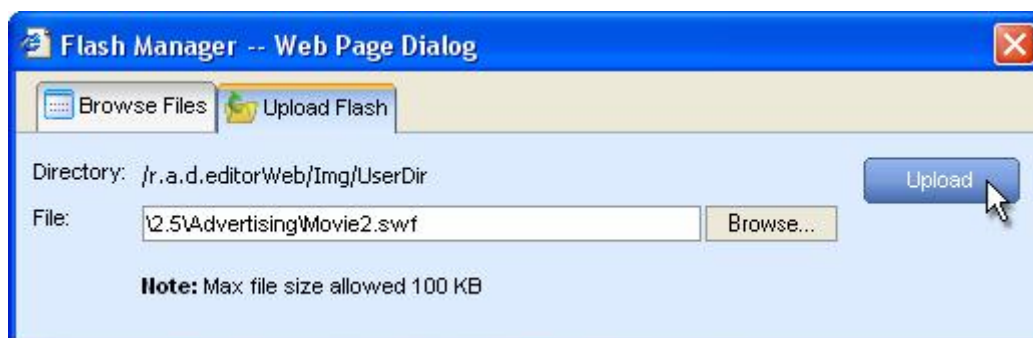 Flash Manager -- Web Page Dialog
Browse Files Upload Flash
Directory: /r.a.d.editorWeb/Img/UserDir
Upload
File: \2.5\Advertising\Movie2.swf Browse...
Note: Max file size allowed 100 KB